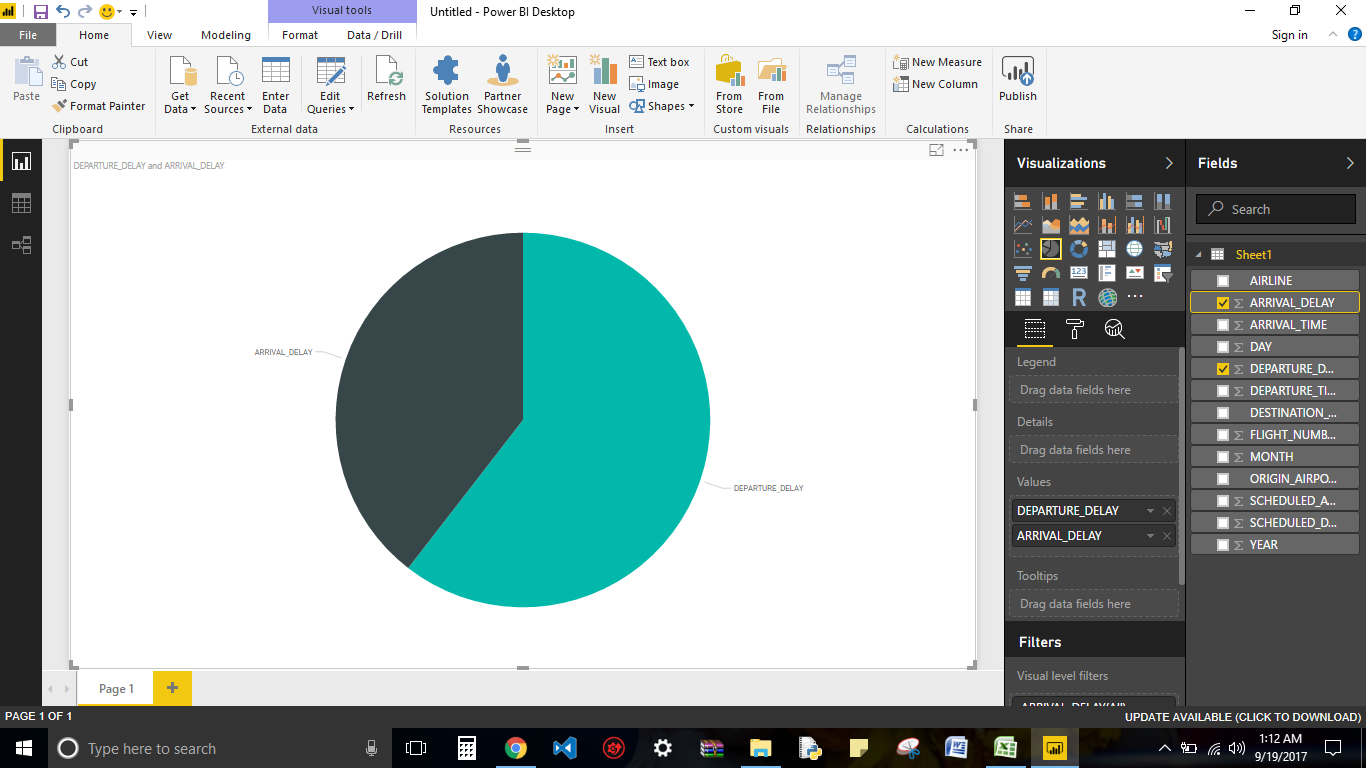 Visual tools
Untitled - Power BI Desktop
File
Home
View
Modeling
Format
Data / Drill
Sign in
Paste
Cut
Copy
Format Painter
Clipboard
Get Data
Recent Sources
Enter Data
Edit Queries
Refresh
External data
Solution Templates
Partner Showcase
Resources
New Page
New Visual
Text box
Image
Shapes
Insert
From Store
From File
Custom visuals
Manage Relationships
Relationships
New Measure
New Column
Calculations
Publish
Share
DEPARTURE_DELAY and ARRIVAL_DELAY
ARRIVAL_DELAY
DEPARTURE_DELAY
Visualizations
123
R
Legend
Drag data fields here
Details
Drag data fields here
Values
DEPARTURE_DELAY
ARRIVAL_DELAY
Tooltips
Drag data fields here
Filters
Visual level filters
ARRIVAL_DELAY(All)
Fields
Search
Sheet1
AIRLINE
ARRIVAL_DELAY
ARRIVAL_TIME
DAY
DEPARTURE_D...
DEPARTURE_TI...
DESTINATION_...
FLIGHT_NUMB...
MONTH
ORIGIN_AIRPO...
SCHEDULED_A...
SCHEDULED_D...
YEAR
Page 1
PAGE 1 OF 1
UPDATE AVAILABLE (CLICK TO DOWNLOAD)
Type here to search
1:12 AM
9/19/2017